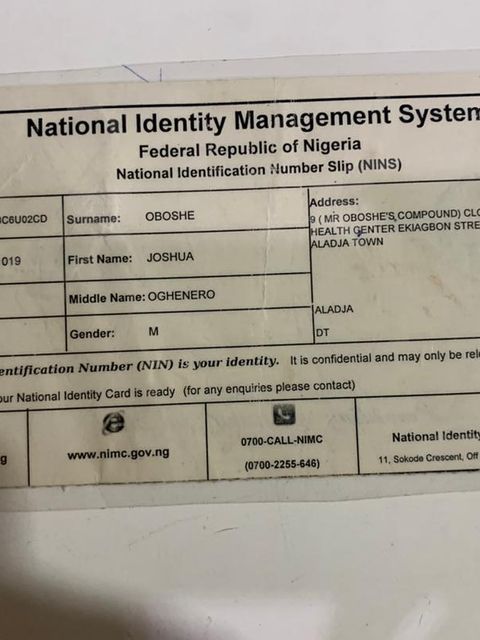 National Identity Management System
Federal Republic of Nigeria
National Identification Number Slip (NINS)
C6U02CD
Surname: OBOSHE
Address:
9 ( MR OBOSHE'S COMPOUND) CLO
HEALTH CENTER EKIAGBON STRE
ALADJA TOWN
019
First Name: JOSHUA
Middle Name: OGHENERO
ALADJA
Gender: M
DT
entification Number (NIN) is your identity. It is confidential and may only be rele
our National Identity Card is ready (for any enquiries please contact)
g
www.nimc.gov.ng
0700-CALL-NIMC
(0700-2255-646)
National Identity
11, Sokode Crescent, Off